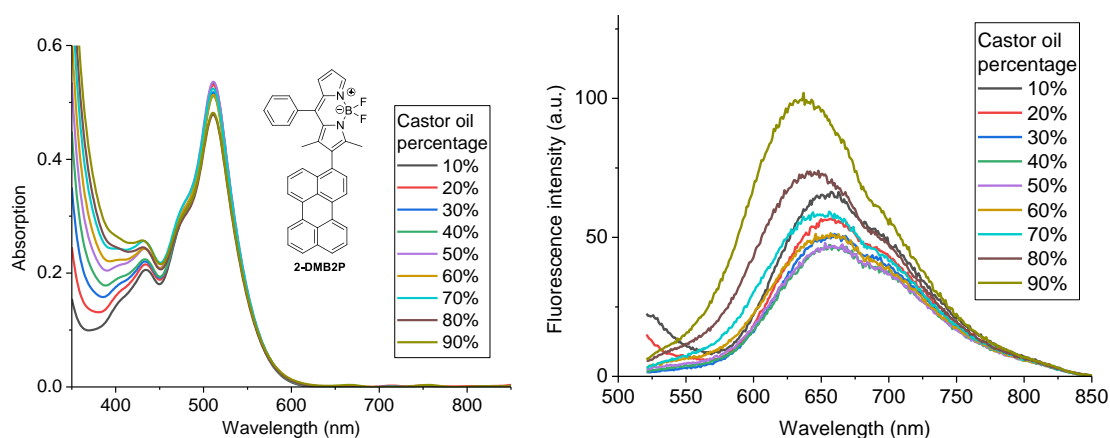 0.6
0.4
0.2
0.0
Absorption
400
500
600
700
800
Wavelength (nm)
N
⊕
⊖
B
F
F
N
2-DMB2P
Castor oil
percentage
10%
20%
30%
40%
50%
60%
70%
80%
90%
100
50
0
Fluorescence intensity (a.u.)
500
550
600
650
700
750
800
850
Wavelength (nm)
Castor oil
percentage
10%
20%
30%
40%
50%
60%
70%
80%
90%